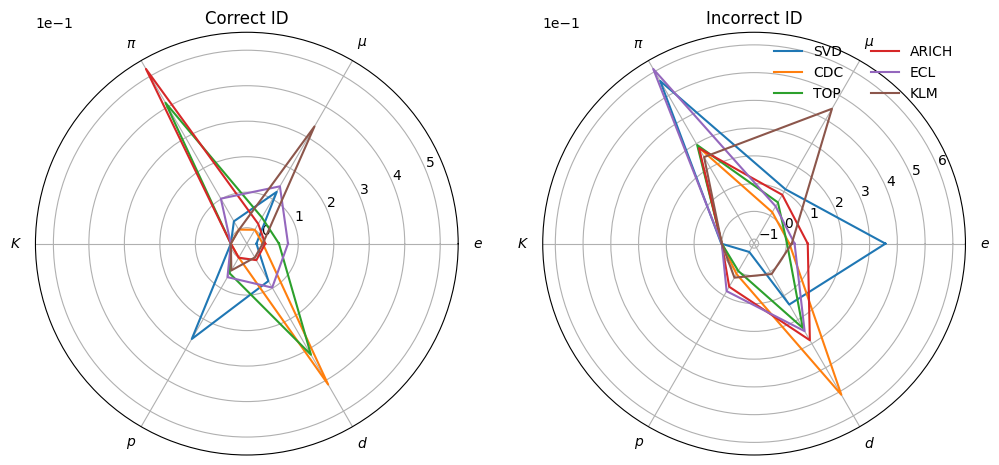 Correct ID
1e−1
e
μ
π
K
p
d
1
2
3
4
5
Incorrect ID
1e−1
e
μ
π
K
p
d
−1
0
1
2
3
4
5
6
SVD
CDC
TOP
ARICH
ECL
KLM